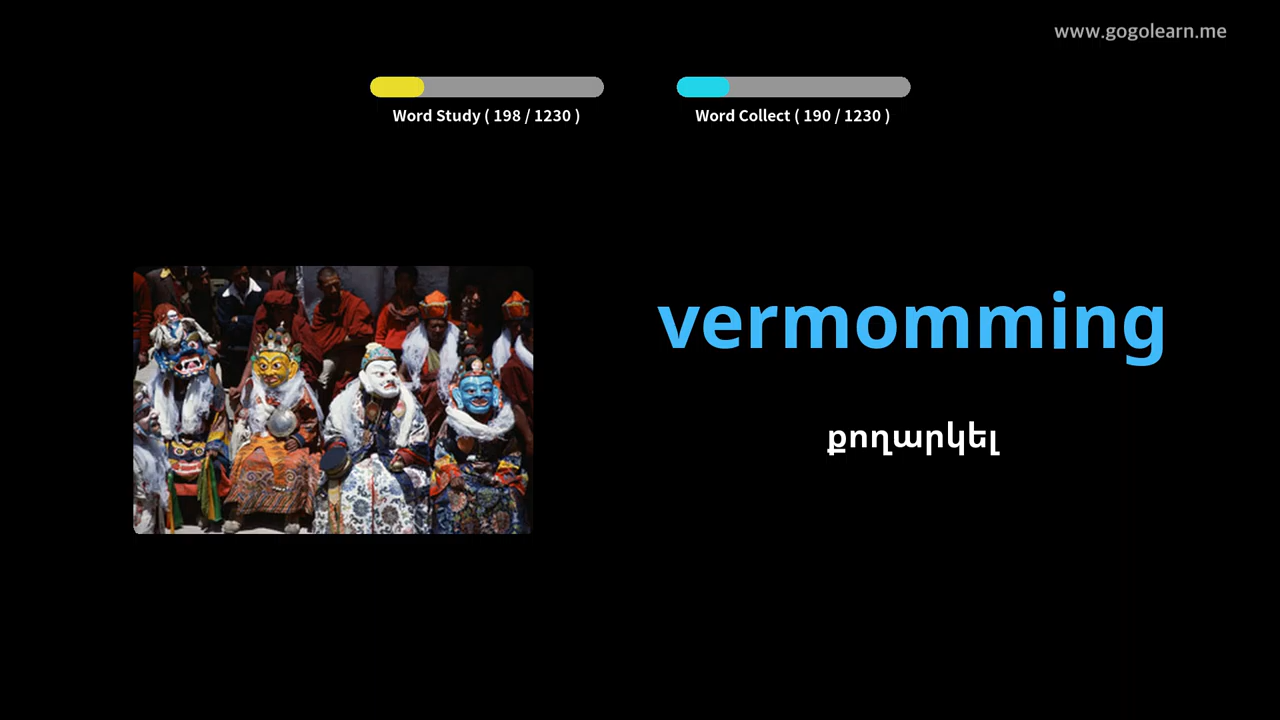 www.gogolearn.me
Word Study ( 198 / 1230 )
Word Collect ( 190 / 1230 )
vermomming
քողարկել